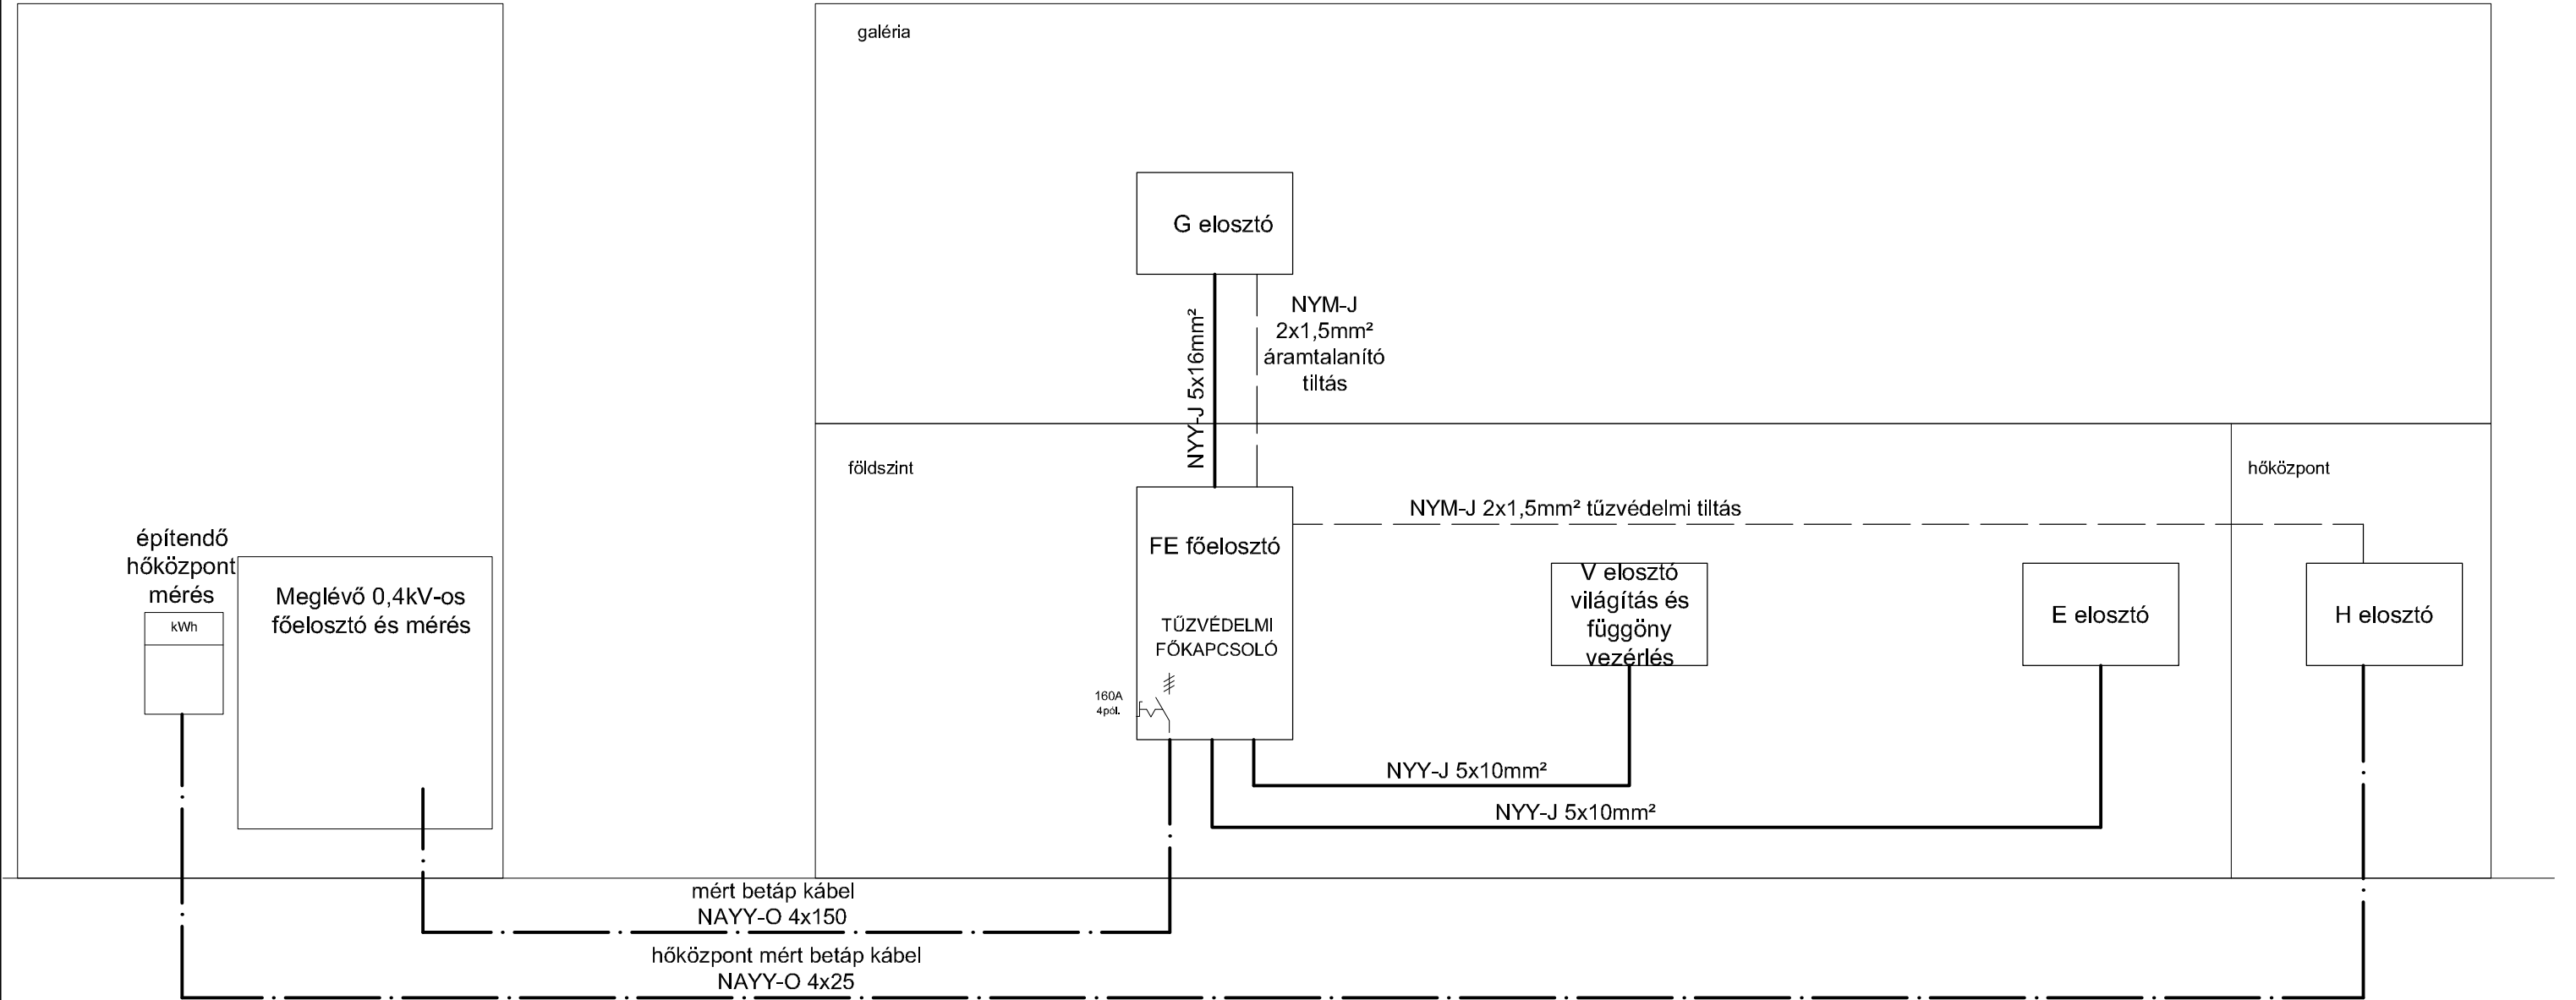 galéria
G elosztó
NYY-J 5x16mm²
NYM-J
2x1,5mm²
áramtalanító
tiltás
földszint
hőközpont
NYM-J 2x1,5mm² tűzvédelmi tiltás
építendő
hőközpont
mérés
kWh
Meglévő 0,4kV-os
főelosztó és mérés
FE főelosztó
TŰZVÉDELMI
FŐKAPCSOLÓ
160A
4pól.
V elosztó
világítás és
függöny
vezérlés
E elosztó
H elosztó
NYY-J 5x10mm²
NYY-J 5x10mm²
mért betáp kábel
NAYY-O 4x150
hőközpont mért betáp kábel
NAYY-O 4x25